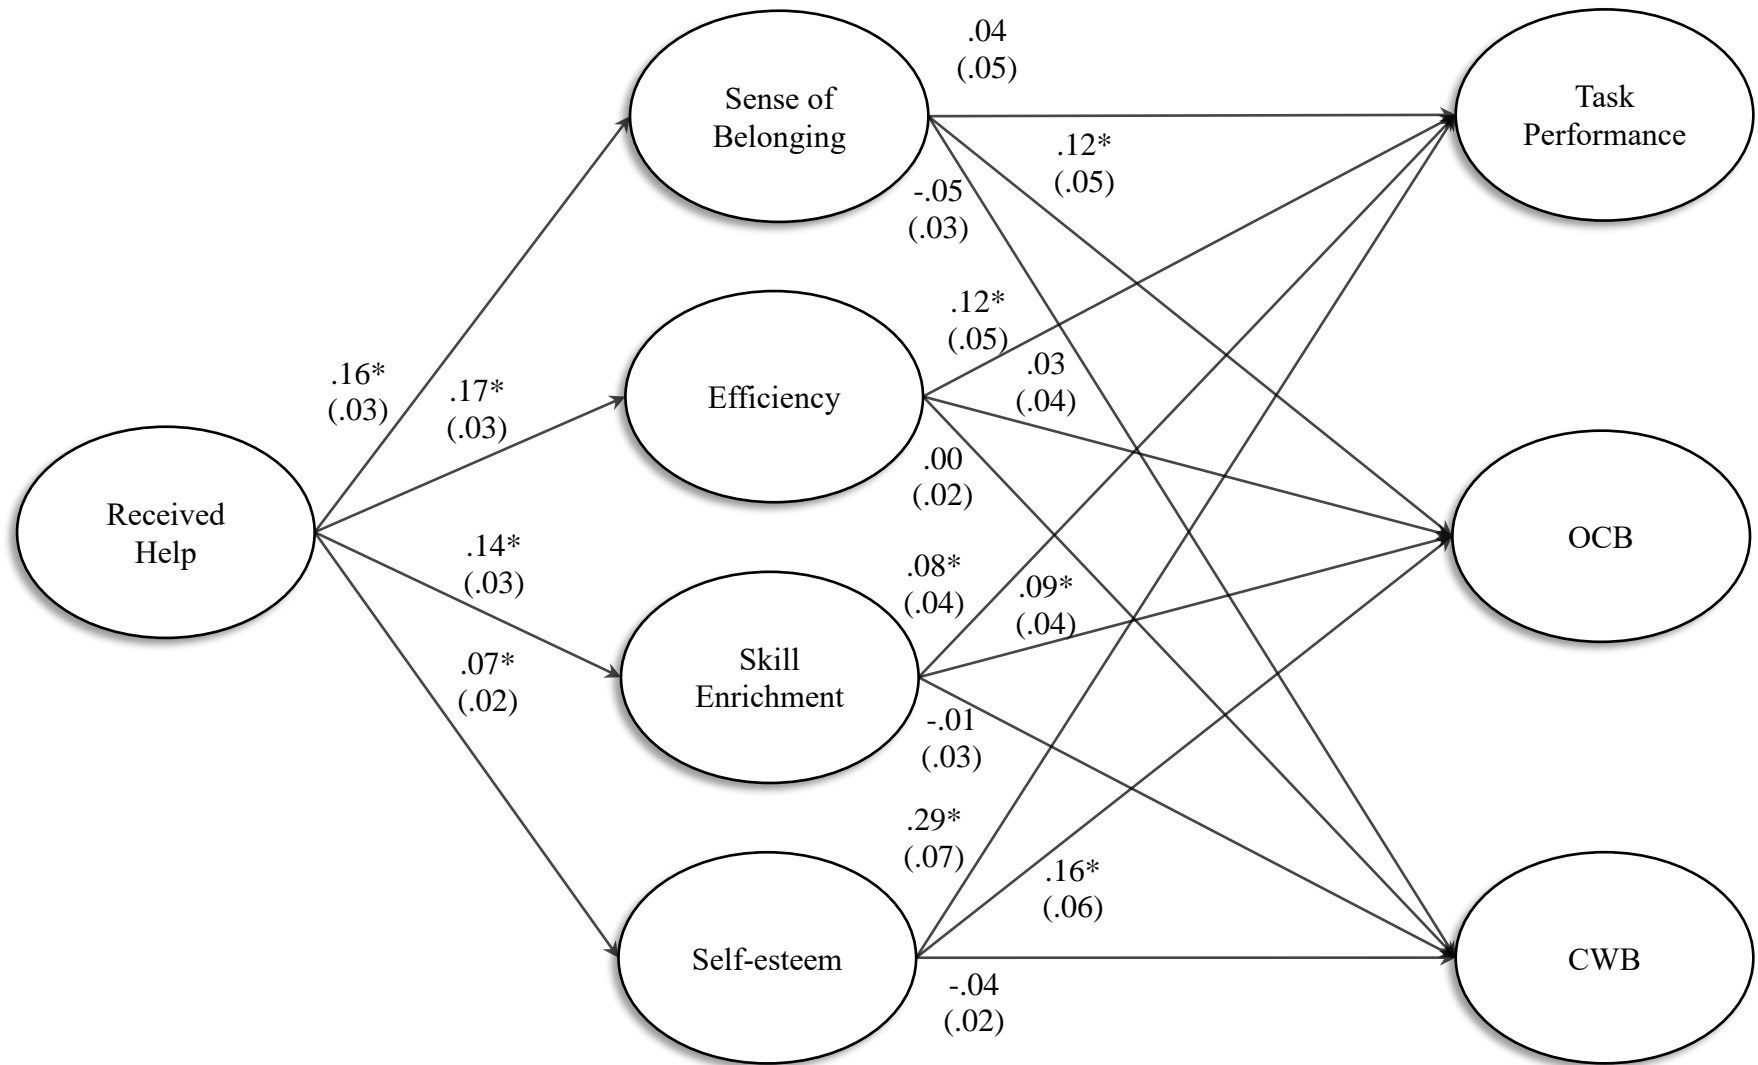 Received
Help
.16*
(.03)
.17*
(.03)
.14*
(.03)
.07*
(.02)
Sense of
Belonging
Efficiency
Skill
Enrichment
Self-esteem
.04
(.05)
.12*
(.05)
-.05
(.03)
.12*
(.05)
.03
(.04)
.00
(.02)
.08*
(.04)
.09*
(.04)
-.01
(.03)
.29*
(.07)
.16*
(.06)
-.04
(.02)
Task
Performance
OCB
CWB